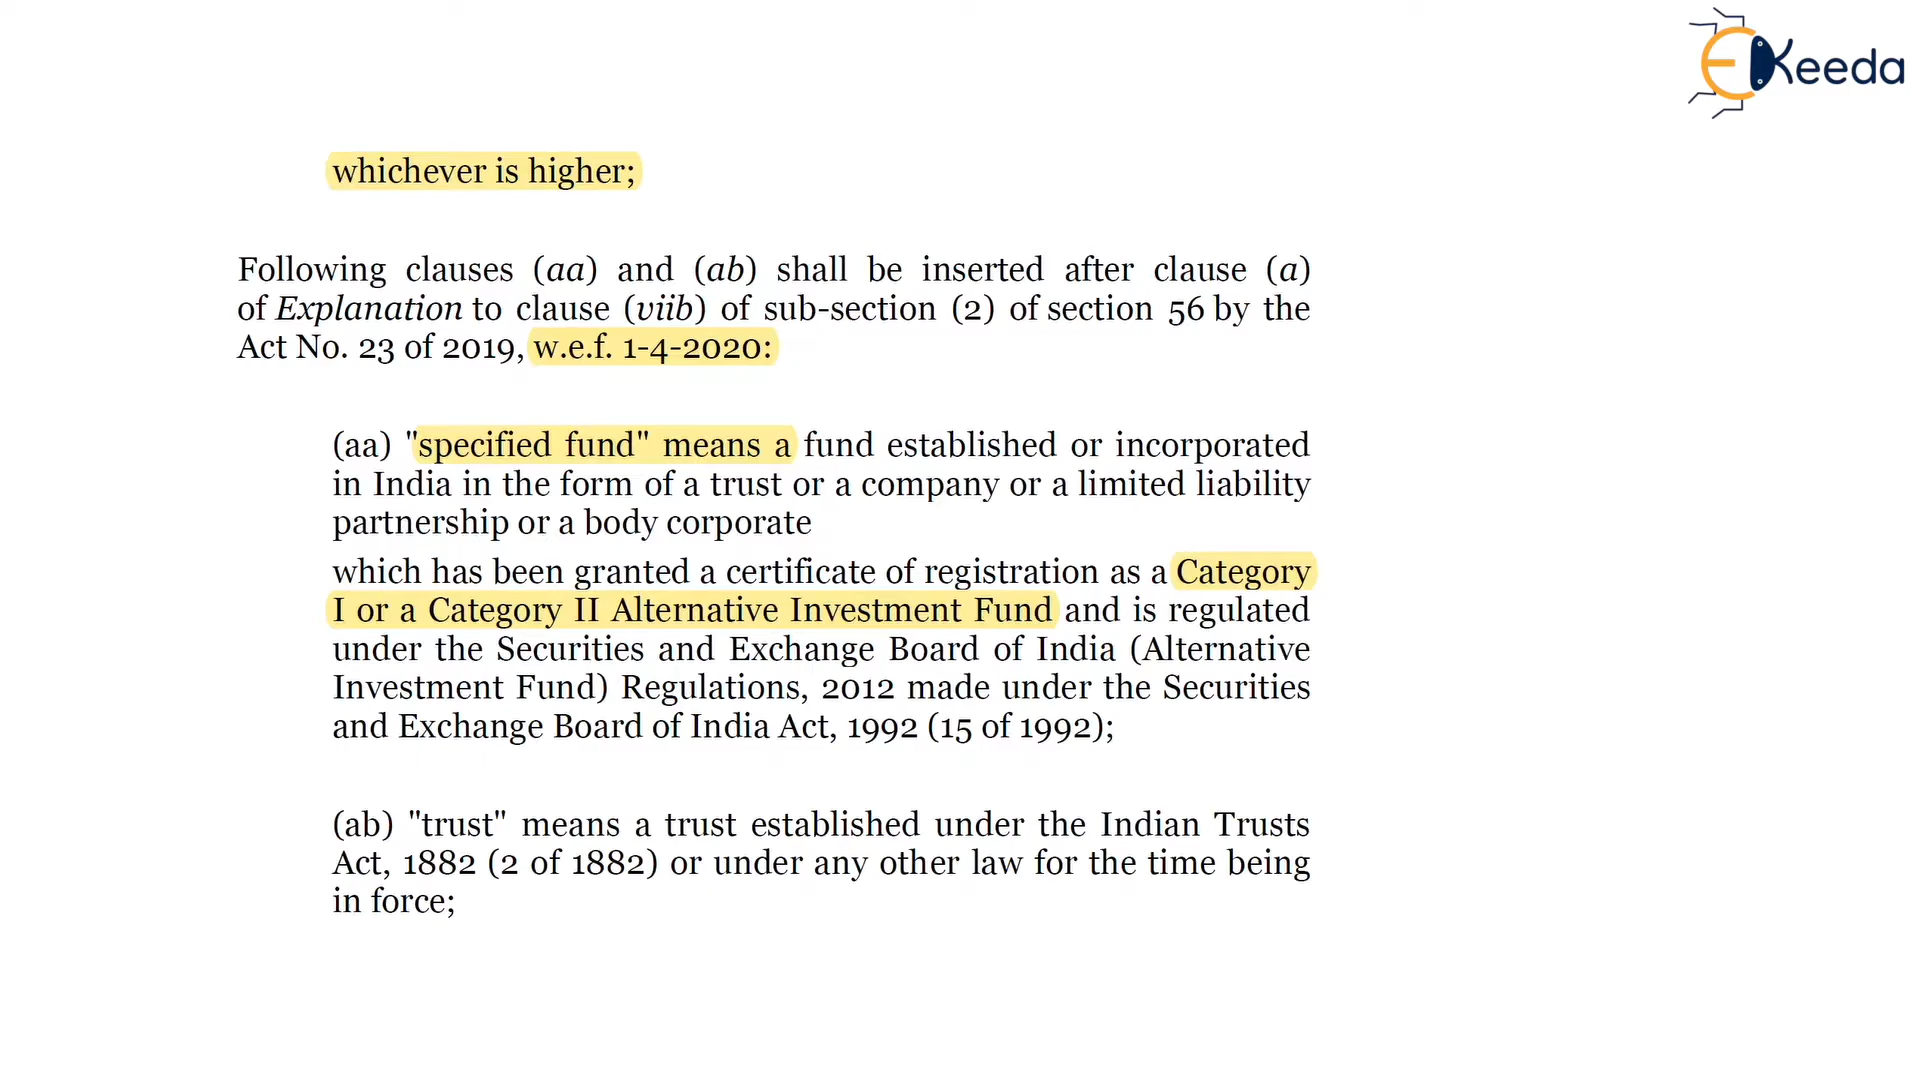 EKeeda
whichever is higher;
Following clauses (aa) and (ab) shall be inserted after clause (a)
of Explanation to clause (viib) of sub-section (2) of section 56 by the
Act No. 23 of 2019, w.e.f. 1-4-2020:
(aa) "specified fund" means a fund established or incorporated
in India in the form of a trust or a company or a limited liability
partnership or a body corporate
which has been granted a certificate of registration as a Category
I or a Category II Alternative Investment Fund and is regulated
under the Securities and Exchange Board of India (Alternative
Investment Fund) Regulations, 2012 made under the Securities
and Exchange Board of India Act, 1992 (15 of 1992);
(ab) "trust" means a trust established under the Indian Trusts
Act, 1882 (2 of 1882) or under any other law for the time being
in force;